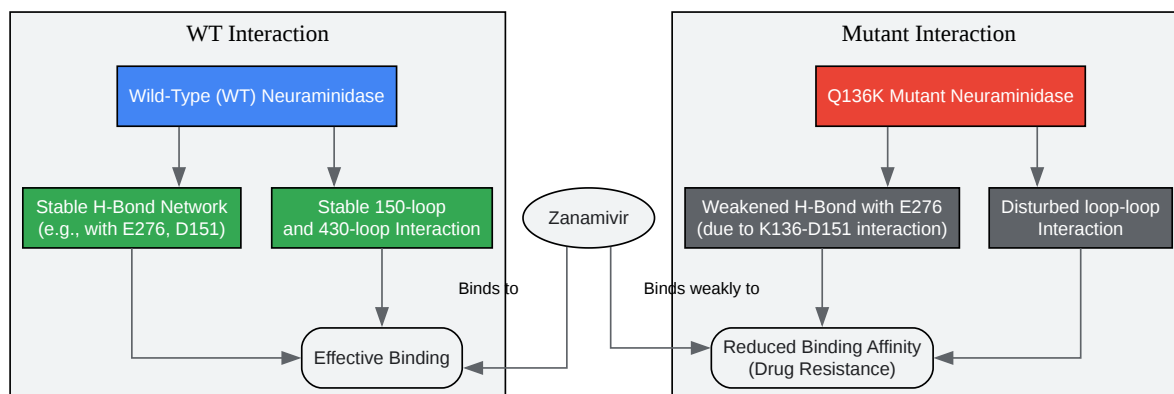 WT Interaction
Wild-Type (WT) Neuraminidase
Stable H-Bond Network
(e.g., with E276, D151)
Stable 150-loop
and 430-loop Interaction
Zanamivir
Binds to
Effective Binding
Mutant Interaction
Q136K Mutant Neuraminidase
Weakened H-Bond with E276
(due to K136-D151 interaction)
Disturbed loop-loop
Interaction
Binds weakly to
Reduced Binding Affinity
(Drug Resistance)